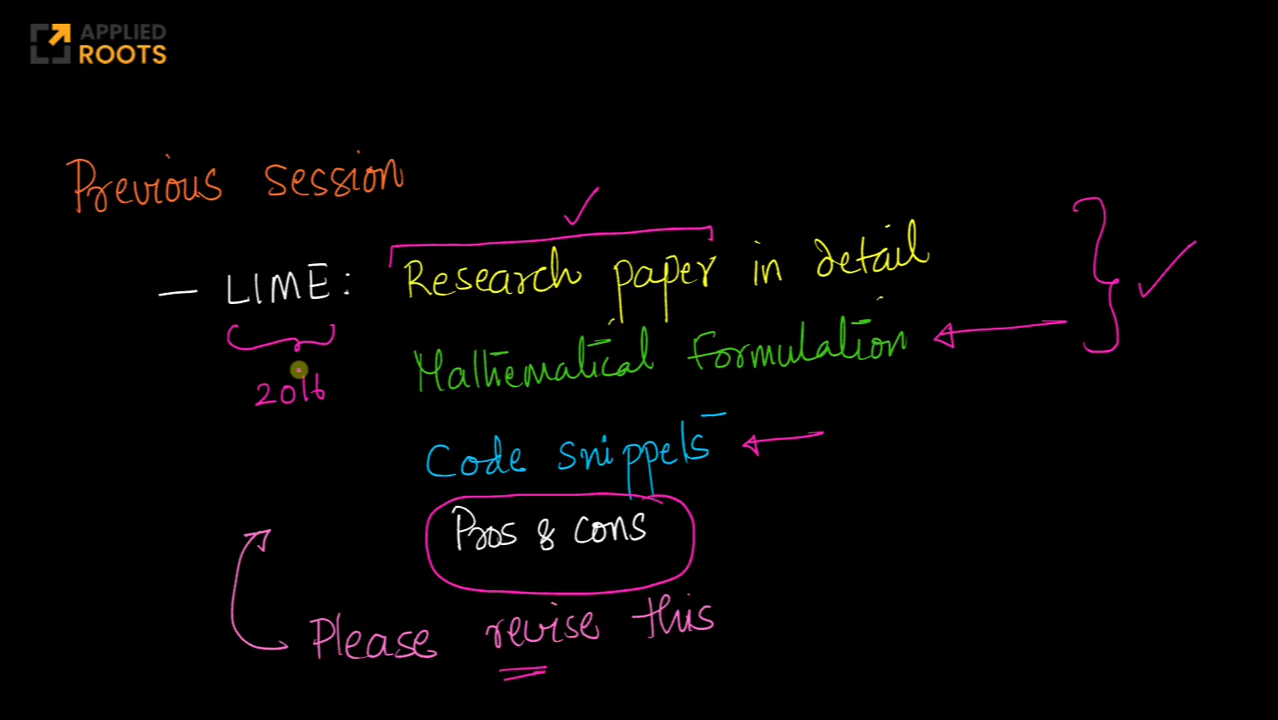 APPLIED
ROOTS
Previous session
— LIME: Research paper in detail
2016
Mathematical formulation
Code snippets
Pros & cons
Please revise this